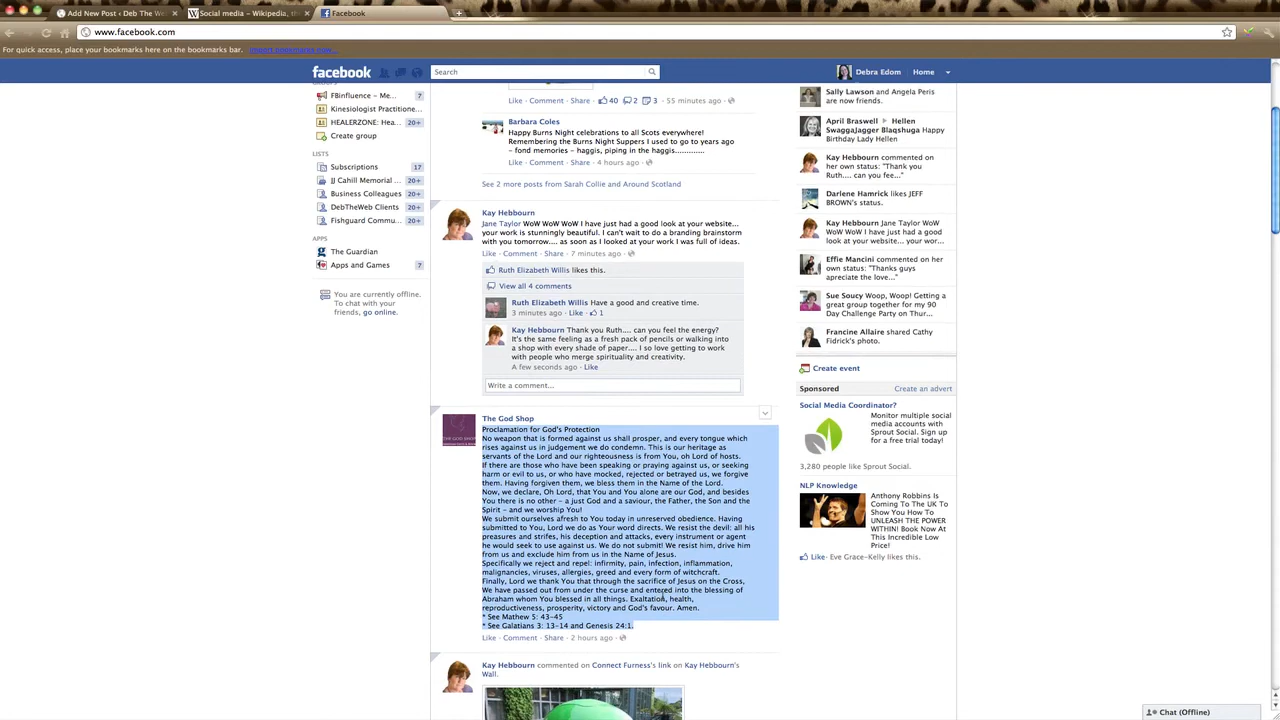 Add New Post ‹ Deb The We
Social media - Wikipedia, th
Facebook
www.facebook.com
For quick access, place your bookmarks here on the bookmarks bar. Import bookmarks now...
facebook
Search
Debra Edom
Home
FBinfluence - Me... 7
Kinesiologist Practitione...
HEALERZONE: Hea... 20+
Create group
LISTS
Subscriptions 17
JJ Cahill Memorial ... 20+
Business Colleagues 20+
DebTheWeb Clients 20+
Fishguard Commu... 20+
APPS
The Guardian
Apps and Games 7
You are currently offline.
To chat with your
friends, go online.
Like · Comment · Share · 40 2 3 · 55 minutes ago ·
Barbara Coles
Happy Burns Night celebrations to all Scots everywhere!
Remembering the Burns Night Suppers I used to go to years ago
- fond memories - haggis, piping in the haggis............
Like · Comment · Share · 4 hours ago ·
See 2 more posts from Sarah Collie and Around Scotland
Kay Hebbourn
Jane Taylor WoW WoW WoW I have just had a good look at your website...
your work is stunningly beautiful. I can't wait to do a branding brainstorm
with you tomorrow.... as soon as I looked at your work I was full of ideas.
Like · Comment · Share · 7 minutes ago ·
Ruth Elizabeth Willis likes this.
View all 4 comments
Ruth Elizabeth Willis Have a good and creative time.
3 minutes ago · Like · 1
Kay Hebbourn Thank you Ruth.... can you feel the energy?
It's the same feeling as a fresh pack of pencils or walking into
a shop with every shade of paper.... I so love getting to work
with people who merge spirituality and creativity.
A few seconds ago · Like
Write a comment...
The God Shop
THE GOD SHOP
Proclamation for God's Protection
No weapon that is formed against us shall prosper, and every tongue which
rises against us in judgement we do condemn. This is our heritage as
servants of the Lord and our righteousness is from You, oh Lord of hosts.
If there are those who have been speaking or praying against us, or seeking
harm or evil to us, or who have mocked, rejected or betrayed us, we forgive
them. Having forgiven them, we bless them in the Name of the Lord.
Now, we declare, Oh Lord, that You and You alone are our God, and besides
You there is no other - a just God and a saviour, the Father, the Son and the
Spirit - and we worship You!
We submit ourselves afresh to You today in unreserved obedience. Having
submitted to You, Lord we do as Your word directs. We resist the devil: all his
pressures and strifes, his deception and attacks, every instrument or agent
he would seek to use against us. We do not submit! We resist him, drive him
from us and exclude him from us in the Name of Jesus.
Specifically we reject and repel: infirmity, pain, infection, inflammation,
malignancies, viruses, allergies, greed and every form of witchcraft.
Finally, Lord we thank You that through the sacrifice of Jesus on the Cross,
We have passed out from under the curse and entered into the blessing of
Abraham whom You blessed in all things. Exaltation, health,
reproductiveness, prosperity, victory and God's favour. Amen.
* See Mathew 5: 43-45
* See Galatians 3: 13-14 and Genesis 24:1.
Like · Comment · Share · 2 hours ago ·
Kay Hebbourn commented on Connect Furness's link on Kay Hebbourn's
Wall.
Sally Lawson and Angela Peris
are now friends.
April Braswell ▸ Hellen
SwaggaJagger Blaqshuga Happy
Birthday Lady Hellen
Kay Hebbourn commented on
her own status: "Thank you
Ruth.... can you fee..."
Darlene Hamrick likes JEFF
BROWN's status.
Kay Hebbourn Jane Taylor WoW
WoW WoW I have just had a good
look at your website... your wor...
Effie Mancini commented on her
own status: "Thanks guys
apreciate the love..."
Sue Soucy Woop, Woop! Getting a
great group together for my 90
Day Challenge Party on Thur...
Francine Allaire shared Cathy
Fidrick's photo.
Create event
Sponsored
Create an advert
Social Media Coordinator?
Monitor multiple social
media accounts with
Sprout Social. Sign up
for a free trial today!
3,280 people like Sprout Social.
NLP Knowledge
Anthony Robbins Is
Coming To The UK To
Show You How To
UNLEASH THE POWER
WITHIN! Book Now At
This Incredible Low
Price!
Like · Eve Grace-Kelly likes this.
Chat (Offline)